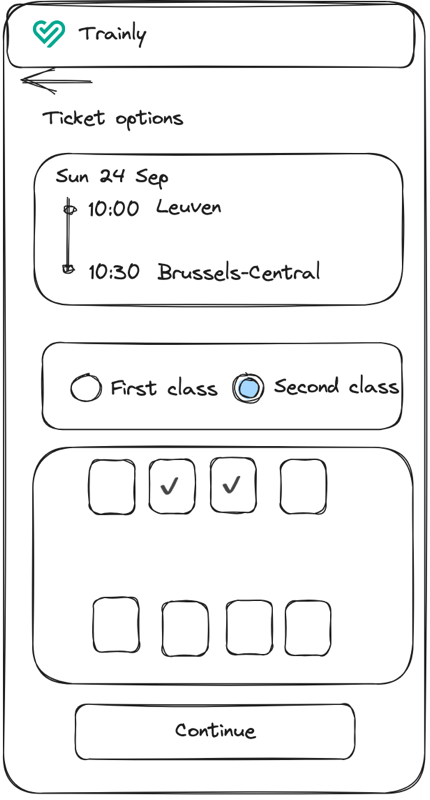 Trainly
Ticket options
Sun 24 Sep
10:00 Leuven
10:30 Brussels-Central
First class Second class
Continue